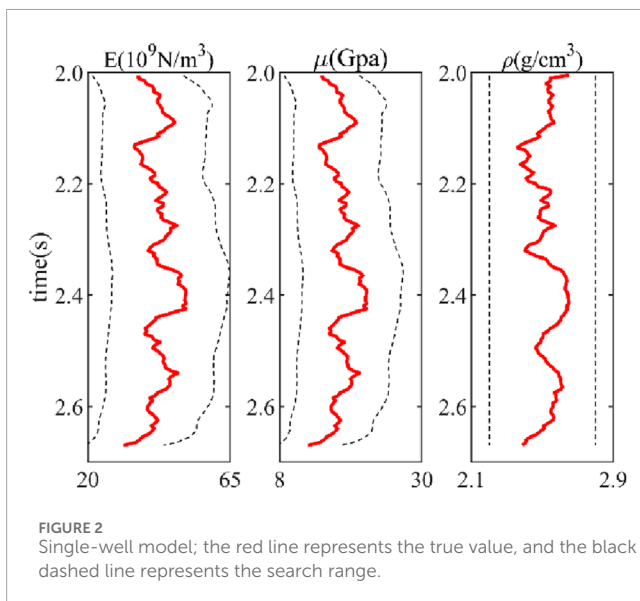 E(10⁹N/m³) μ(Gpa) ρ(g/cm³)
2.0 2.0 2.0
2.2 2.2 2.2
time(s)
2.4 2.4 2.4
2.6 2.6 2.6
20 65 8 30 2.1 2.9
FIGURE 2
Single-well model; the red line represents the true value, and the black
dashed line represents the search range.